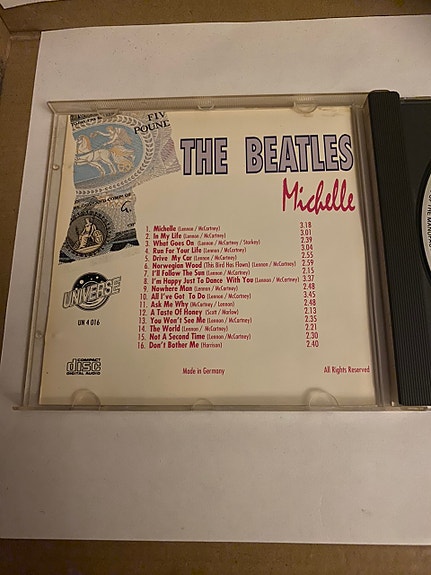 FIV
POUNE
THE BEATLES
Michelle
1. Michelle (Lennon / McCartney) 3.18
2. In My Life (Lennon / McCartney) 3.01
3. What Goes On (Lennon / McCartney / Starkey) 2.39
4. Run For Your Life (Lennon / McCartney) 3.04
5. Drive My Car (Lennon / McCartney) 2.55
6. Norwegian Wood (This Bird Has Flown) (Lennon / McCartney) 2.59
7. I'll Follow The Sun (Lennon / McCartney) 2.15
8. I'm Happy Just To Dance With You (Lennon / McCartney) 3.37
9. Nowhere Man (Lennon / McCartney) 2.48
10. All I've Got To Do (Lennon / McCartney) 3.45
11. Ask Me Why (McCartney / Lennon) 2.48
12. A Taste Of Honey (Scott / Marlow) 2.13
13. You Won't See Me (Lennon / McCartney) 2.35
14. The World (Lennon / McCartney) 2.21
15. Not A Second Time (Lennon / McCartney) 2.30
16. Don't Bother Me (Harrison) 2.40
UNIVERSE
UN 4 016
COMPACT
disc
DIGITAL AUDIO
Made in Germany
All Rights Reserved
OF THE MANUFAC